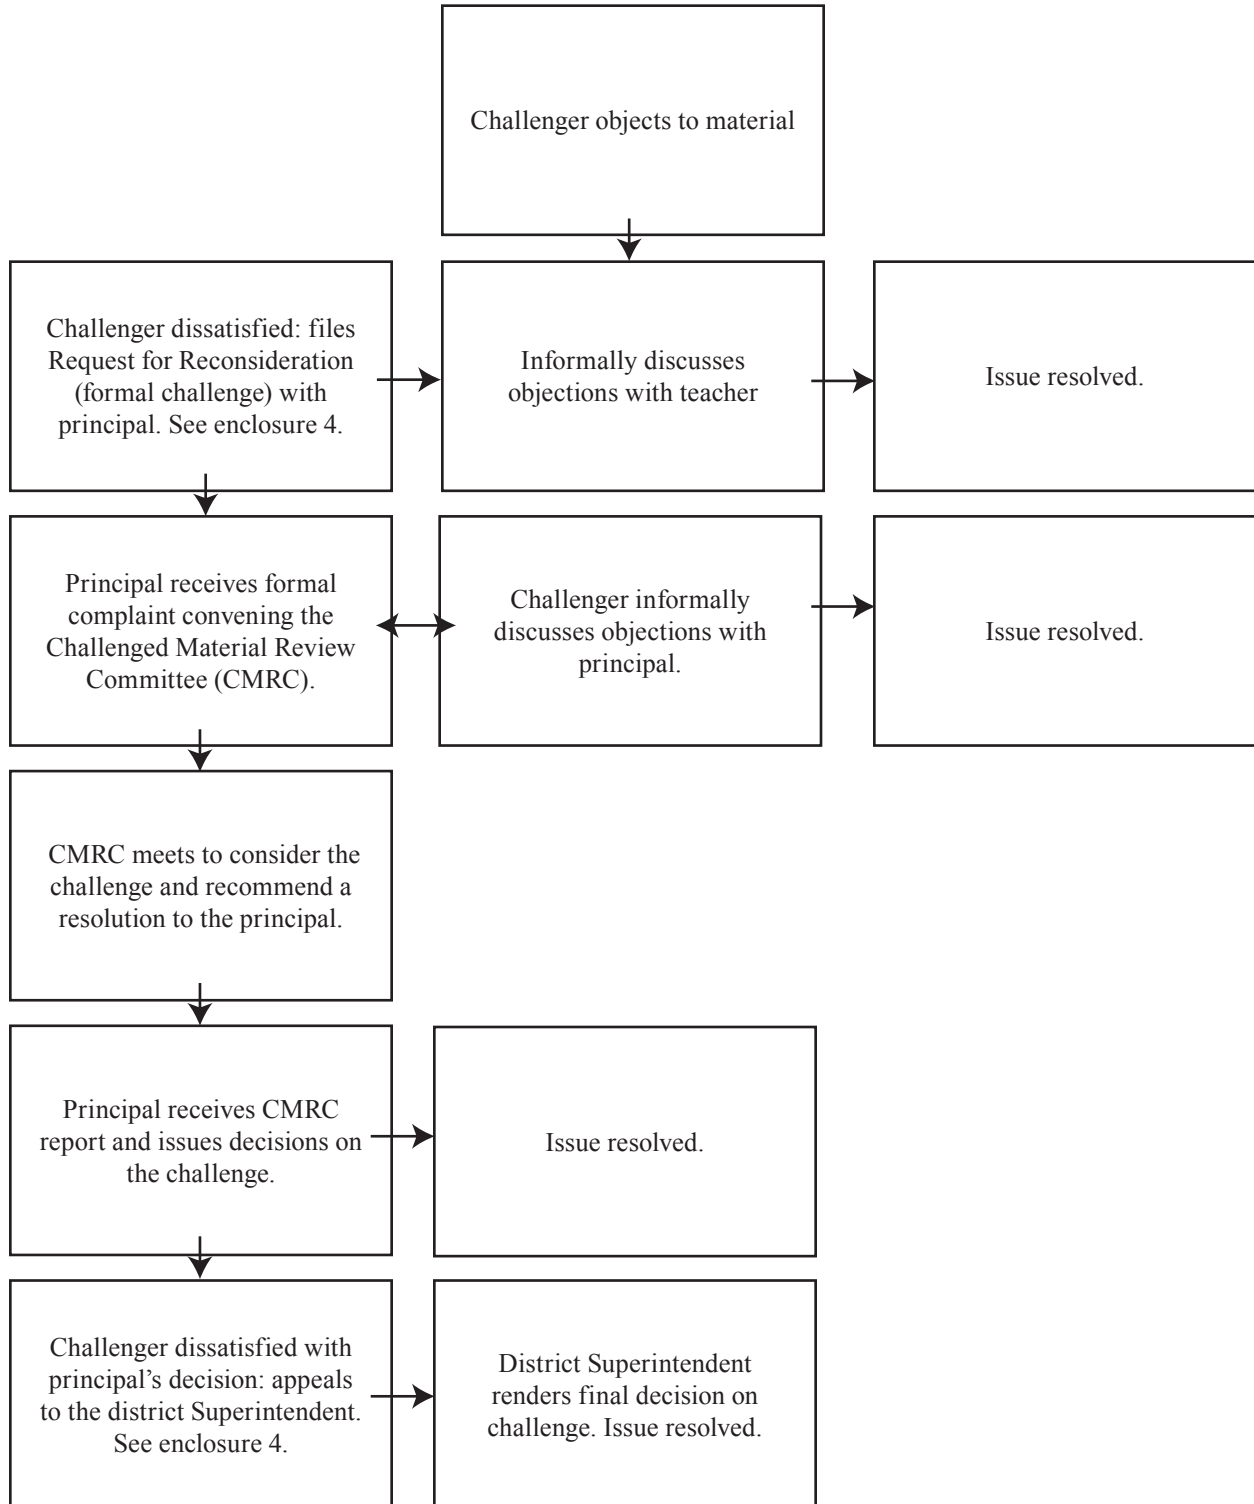 Challenger objects to material
Challenger dissatisfied: files
Request for Reconsideration
(formal challenge) with
principal. See enclosure 4.
Informally discusses
objections with teacher
Issue resolved.
Principal receives formal
complaint convening the
Challenged Material Review
Committee (CMRC).
Challenger informally
discusses objections with
principal.
Issue resolved.
CMRC meets to consider the
challenge and recommend a
resolution to the principal.
Principal receives CMRC
report and issues decisions on
the challenge.
Issue resolved.
Challenger dissatisfied with
principal’s decision: appeals
to the district Superintendent.
See enclosure 4.
District Superintendent
renders final decision on
challenge. Issue resolved.